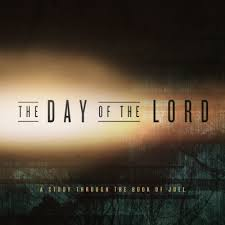 THE DAY OF THE LORD
A STUDY THROUGH THE BOOK OF JOEL